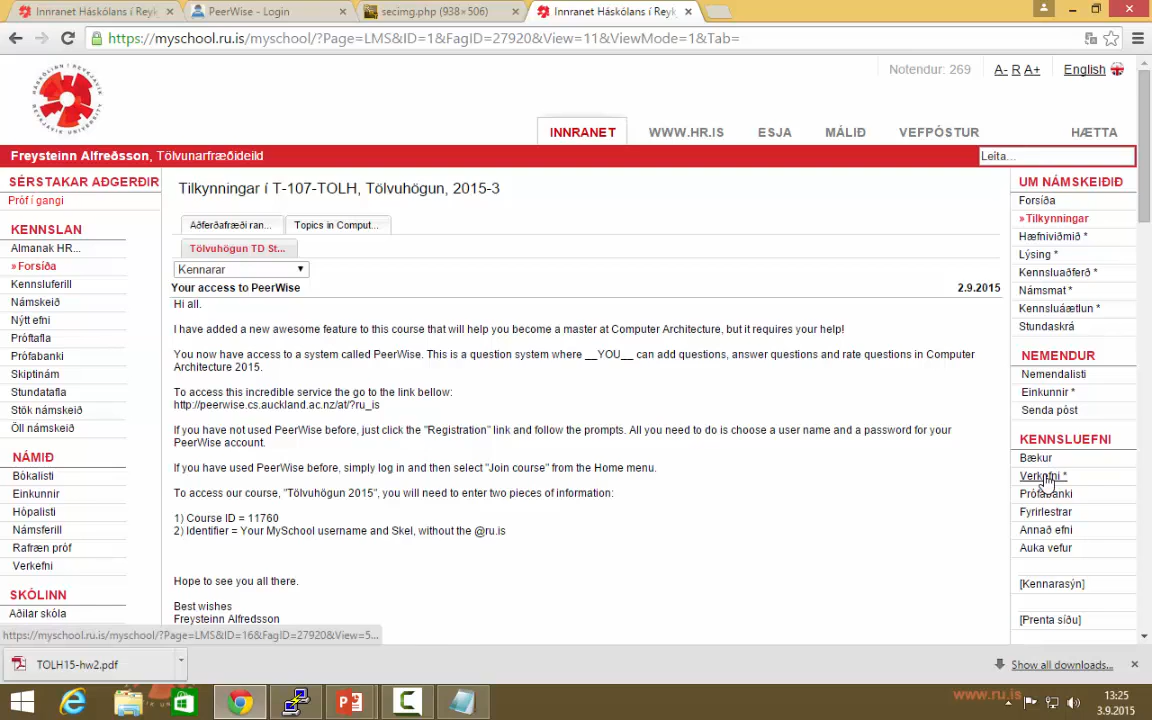 Innranet Háskólans í Reykj
PeerWise - Login
secimg.php (938×506)
Innranet Háskólans í Reykj
https://myschool.ru.is/myschool/?Page=LMS&ID=1&FagID=27920&View=11&ViewMode=1&Tab=
HÁSKÓLINN Í REYKJAVÍK
REYKJAVIK UNIVERSITY
Notendur: 269
A- R A+
English
INNRANET
WWW.HR.IS
ESJA
MÁLIÐ
VEFPÓSTUR
HÆTTA
Freysteinn Alfreðsson, Tölvunarfræðideild
Leita...
SÉRSTAKAR AÐGERÐIR
Próf í gangi
KENNSLAN
Almanak HR...
» Forsíða
Kennsluferill
Námskeið
Nýtt efni
Próftafla
Prófabanki
Skiptinám
Stundatafla
Stök námskeið
Öll námskeið
NÁMIÐ
Bókalisti
Einkunnir
Hópalisti
Námsferill
Rafræn próf
Verkefni
SKÓLINN
Aðilar skóla
Tilkynningar í T-107-TOLH, Tölvuhögun, 2015-3
Aðferðafræði ran...
Topics in Comput...
Tölvuhögun TD St...
Kennarar
Your access to PeerWise
2.9.2015
Hi all.
I have added a new awesome feature to this course that will help you become a master at Computer Architecture, but it requires your help!
You now have access to a system called PeerWise. This is a question system where __YOU__ can add questions, answer questions and rate questions in Computer
Architecture 2015.
To access this incredible service the go to the link bellow:
http://peerwise.cs.auckland.ac.nz/at/?ru_is
If you have not used PeerWise before, just click the "Registration" link and follow the prompts. All you need to do is choose a user name and a password for your
PeerWise account.
If you have used PeerWise before, simply log in and then select "Join course" from the Home menu.
To access our course, "Tölvuhögun 2015", you will need to enter two pieces of information:
1) Course ID = 11760
2) Identifier = Your MySchool username and Skel, without the @ru.is
Hope to see you all there.
Best wishes
Freysteinn Alfredsson
UM NÁMSKEIÐIÐ
Forsíða
» Tilkynningar
Hæfniviðmið *
Lýsing *
Kennsluaðferð *
Námsmat *
Kennsluáætlun *
Stundaskrá
NEMENDUR
Nemendalisti
Einkunnir *
Senda póst
KENNSLUEFNI
Bækur
Verkefni *
Prófabanki
Fyrirlestrar
Annað efni
Auka vefur
[Kennarasýn]
[Prenta síðu]
https://myschool.ru.is/myschool/?Page=LMS&ID=16&FagID=27920&View=5...
TOLH15-hw2.pdf
Show all downloads...
www.ru.is
13:25
3.9.2015